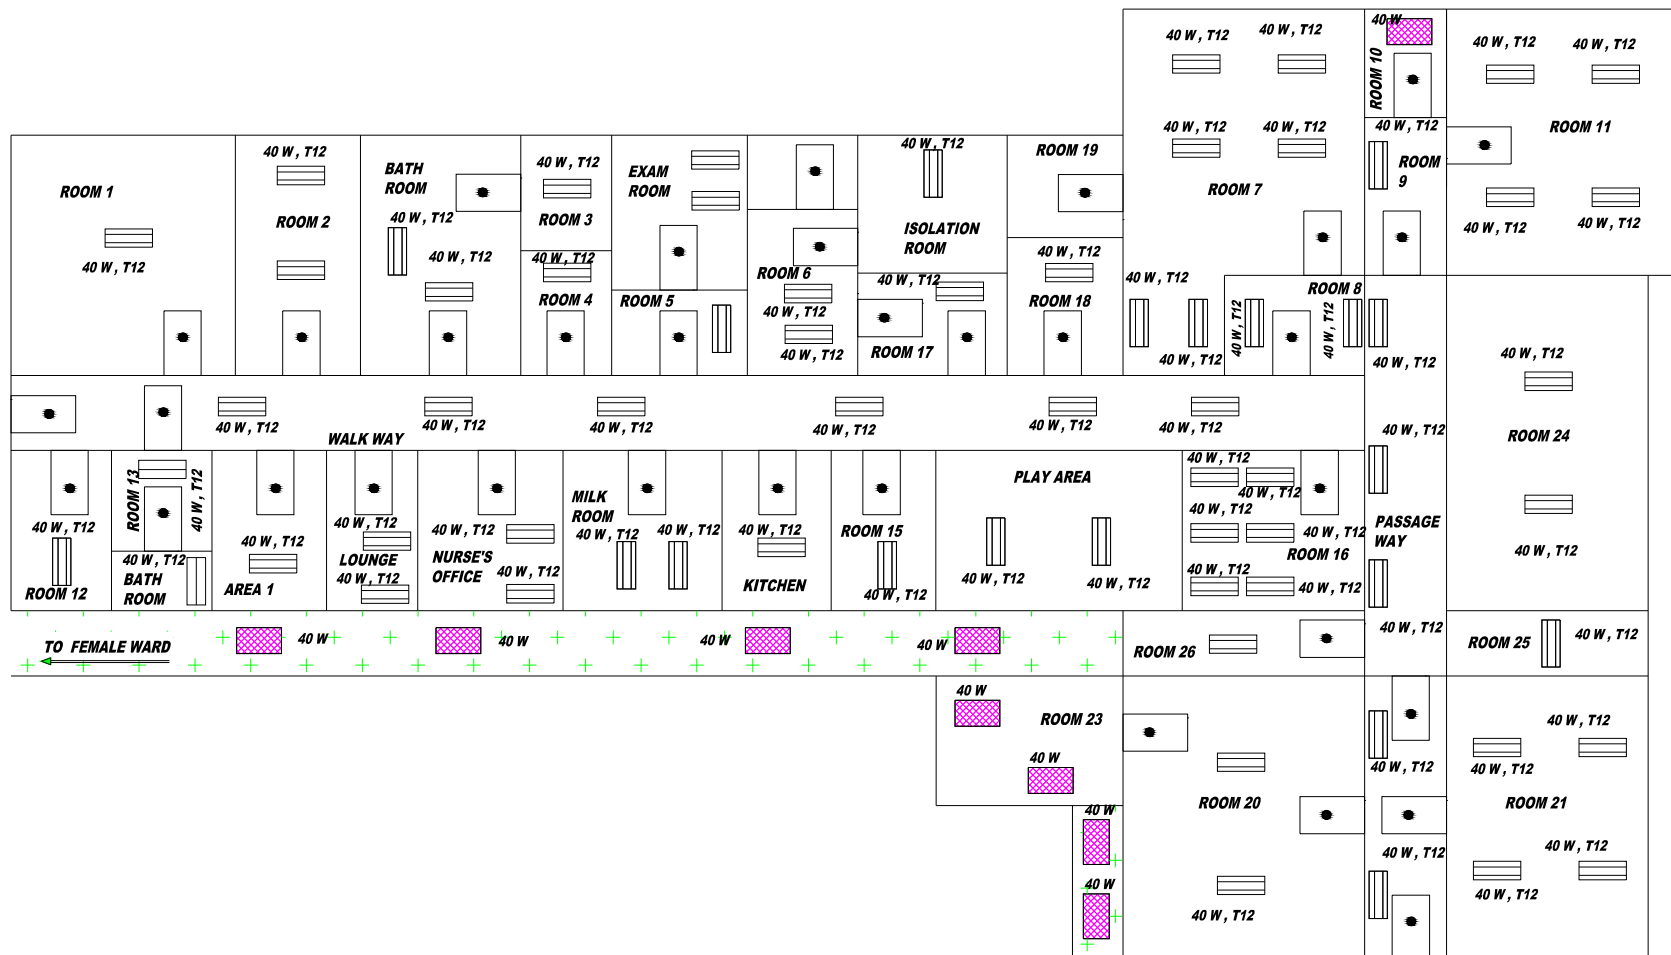 40 W , T12
40 W , T12
40 W
ROOM 10
40 W , T12
40 W , T12
40 W , T12
40 W , T12
40 W , T12
ROOM 11
ROOM
9
ROOM 7
40 W , T12
40 W , T12
ROOM 1
40 W , T12
40 W , T12
ROOM 2
BATH
ROOM
40 W , T12
40 W , T12
40 W , T12
ROOM 3
40 W , T12
ROOM 4
EXAM
ROOM
ROOM 5
ROOM 6
40 W , T12
40 W , T12
40 W , T12
ISOLATION
ROOM
40 W , T12
ROOM 17
ROOM 19
40 W , T12
ROOM 18
40 W , T12
40 W , T12
ROOM 8
40 W , T12
40 W , T12
40 W , T12
40 W , T12
ROOM 24
40 W , T12
40 W , T12
40 W , T12
40 W , T12
40 W , T12
40 W , T12
40 W , T12
WALK WAY
40 W , T12
ROOM 12
ROOM 13
40 W , T12
40 W , T12
BATH
ROOM
40 W , T12
AREA 1
40 W , T12
LOUNGE
40 W , T12
40 W , T12
NURSE'S
OFFICE
40 W , T12
MILK
ROOM
40 W , T12
40 W , T12
40 W , T12
KITCHEN
ROOM 15
40 W , T12
PLAY AREA
40 W , T12
40 W , T12
40 W , T12
40 W , T12
40 W , T12
40 W , T12
ROOM 16
40 W , T12
40 W , T12
40 W , T12
PASSAGE
WAY
40 W , T12
40 W , T12
TO FEMALE WARD
40 W
40 W
40 W
40 W
ROOM 26
ROOM 25
40 W , T12
40 W
ROOM 23
40 W
40 W
40 W
ROOM 20
40 W , T12
40 W , T12
40 W , T12
40 W , T12
40 W , T12
ROOM 21
40 W , T12
40 W , T12